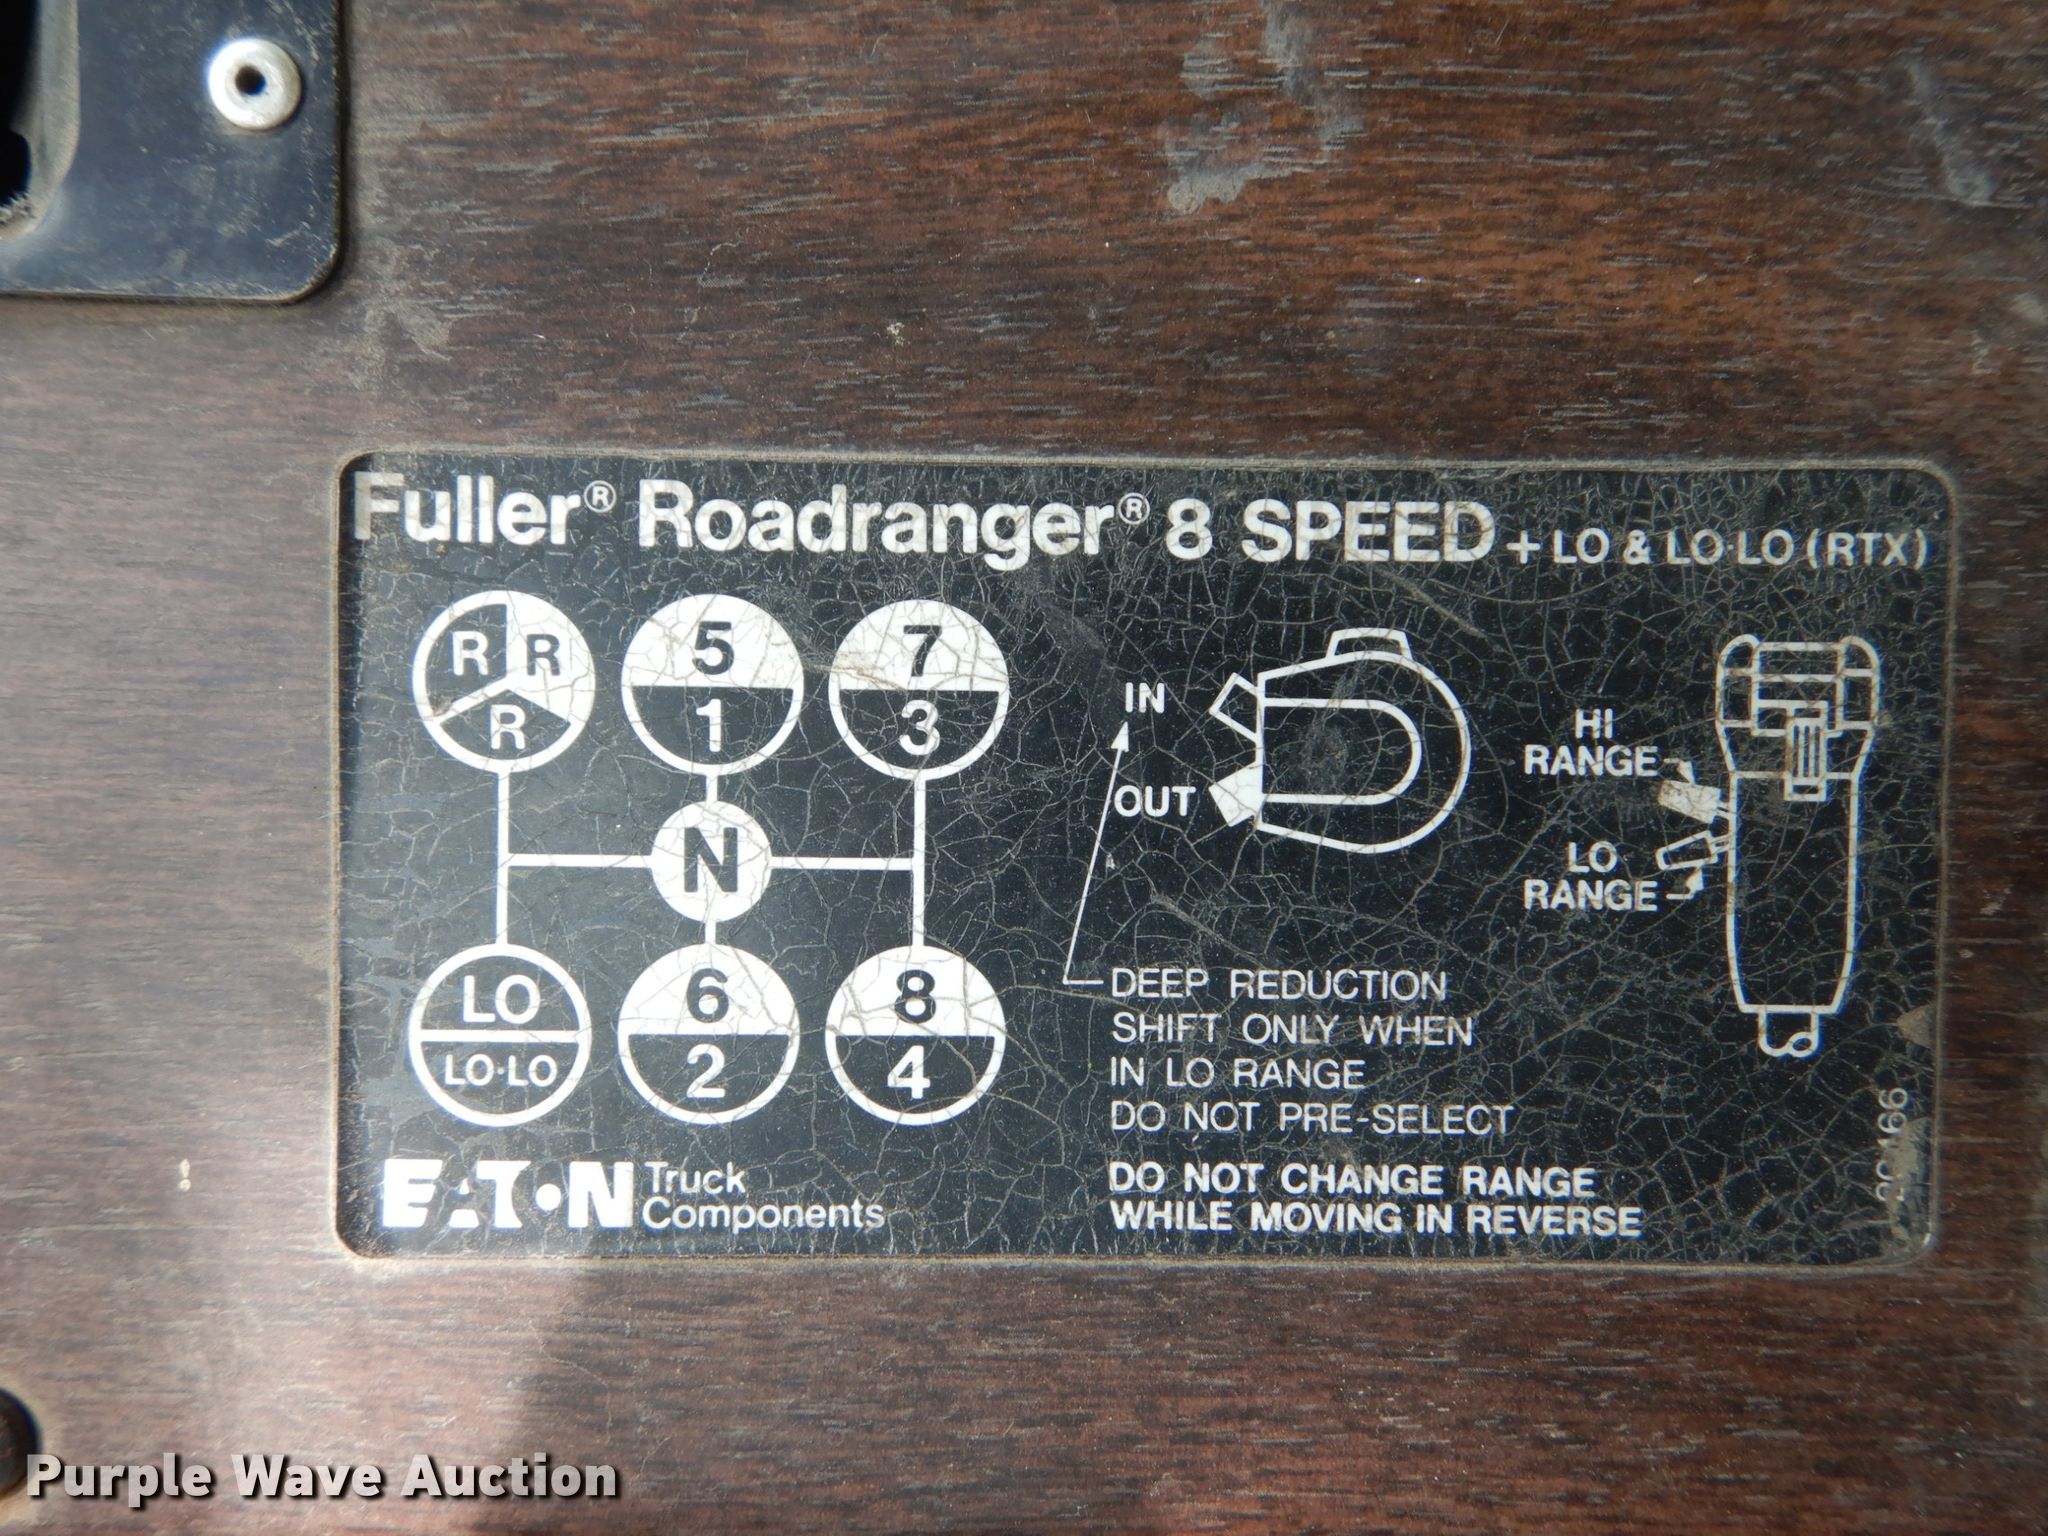 Fuller® Roadranger® 8 SPEED + LO & LO·LO (RTX)
R R R
5
1
7
3
N
LO
LO·LO
6
2
8
4
IN
OUT
HI
RANGE
LO
RANGE
DEEP REDUCTION
SHIFT ONLY WHEN
IN LO RANGE
DO NOT PRE-SELECT
DO NOT CHANGE RANGE
WHILE MOVING IN REVERSE
EATON Truck
Components
Purple Wave Auction